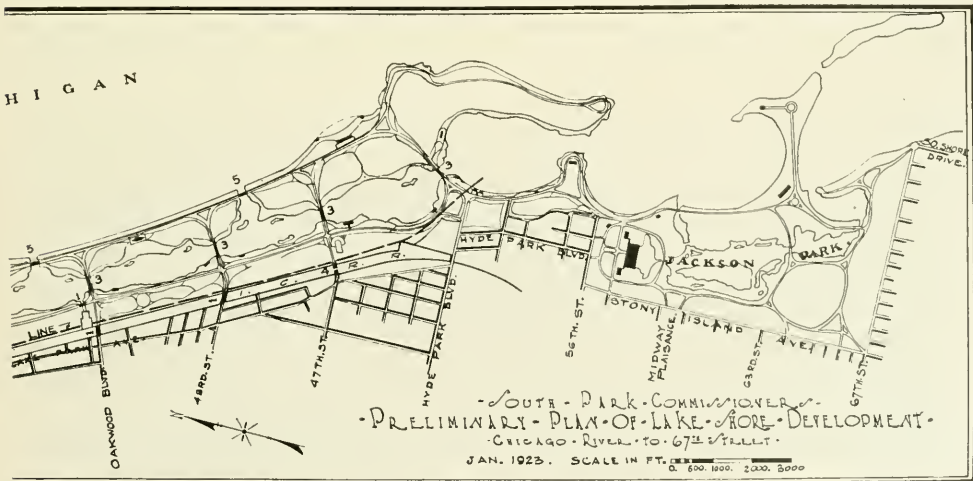 HIGAN
5
5
3
3
3
3
1
4
LINE 2
I. C. R. R.
AVE.
OAKWOOD BLVD.
43RD. ST.
47TH. ST.
HYDE PARK BLVD.
HYDE PARK BLVD.
56TH. ST.
STONY ISLAND AVE.
MIDWAY
PLAISANCE.
63RD. ST.
67TH. ST.
JACKSON PARK
SO. SHORE
DRIVE.
N
-SOUTH-PARK-COMMISSIONERS-
-PRELIMINARY-PLAN-OF-LAKE-SHORE-DEVELOPMENT-
-CHICAGO-RIVER-TO-67TH STREET-
JAN. 1923. SCALE IN FT. 0. 500. 1000. 2000. 3000